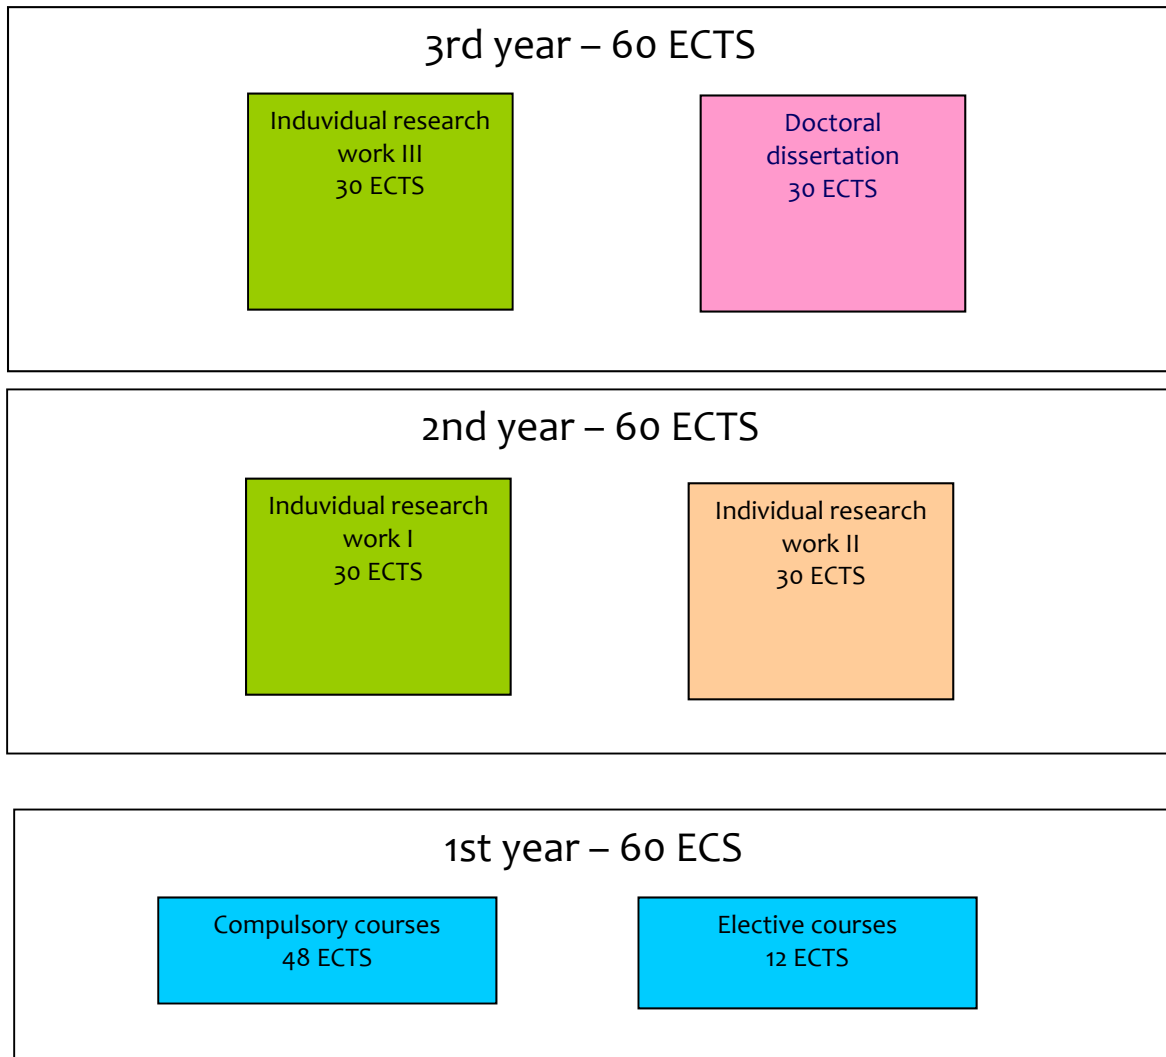 3rd year – 60 ECTS
Induvidual research
work III
30 ECTS
Doctoral
dissertation
30 ECTS
2nd year – 60 ECTS
Induvidual research
work I
30 ECTS
Individual research
work II
30 ECTS
1st year – 60 ECS
Compulsory courses
48 ECTS
Elective courses
12 ECTS